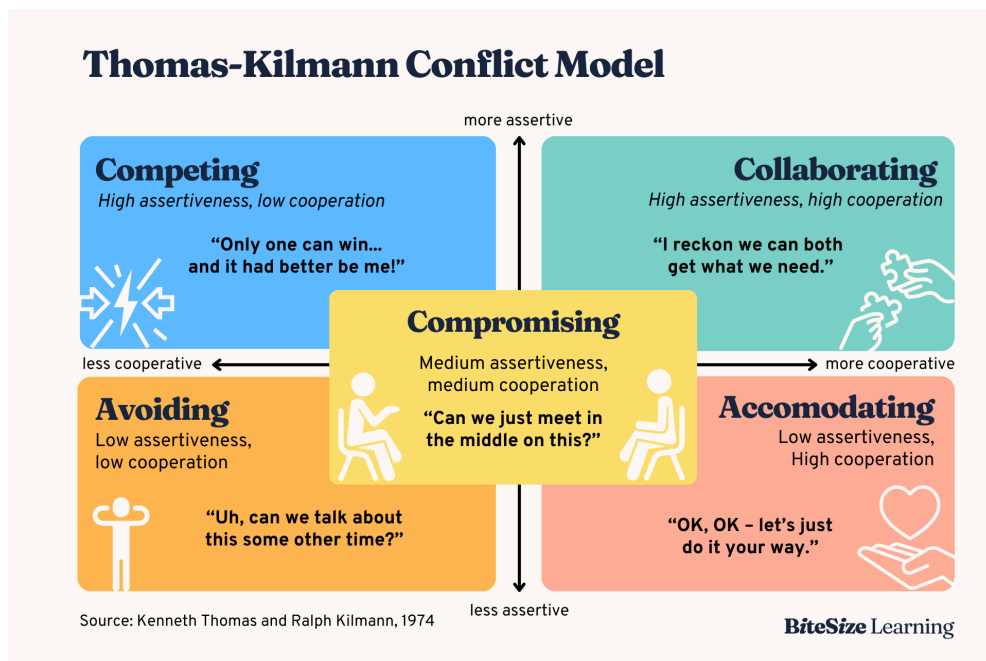 Thomas-Kilmann Conflict Model
more assertive
Competing
High assertiveness, low cooperation
“Only one can win...
and it had better be me!”
Collaborating
High assertiveness, high cooperation
“I reckon we can both
get what we need.”
Compromising
Medium assertiveness,
medium cooperation
“Can we just meet in
the middle on this?”
less cooperative
more cooperative
Avoiding
Low assertiveness,
low cooperation
“Uh, can we talk about
this some other time?”
Accomodating
Low assertiveness,
High cooperation
“OK, OK – let’s just
do it your way.”
less assertive
Source: Kenneth Thomas and Ralph Kilmann, 1974
BiteSize Learning